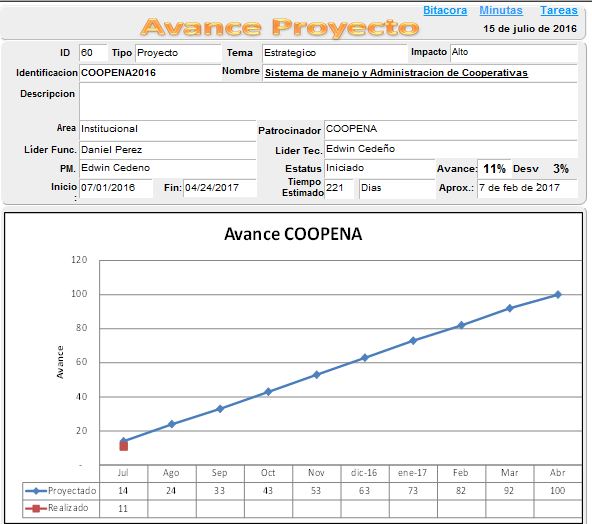 Bitacora Minutas Tareas
Avance Proyecto
15 de julio de 2016
ID 60 Tipo Proyecto Tema Estrategico Impacto Alto
Identificacion COOPENA2016 Nombre Sistema de manejo y Administracion de Cooperativas
Descripcion
Area Institucional Patrocinador COOPENA
Líder Func. Daniel Perez Lider Tec. Edwin Cedeño
PM. Edwin Cedeno Estatus Iniciado Avance: 11% Desv 3%
Inicio : 07/01/2016 Fin: 04/24/2017 Tiempo Estimado 221 Dias Aprox.: 7 de feb de 2017
Avance COOPENA
120
100
80
60
40
20
-
Avance
Jul Ago Sep Oct Nov dic-16 ene-17 Feb Mar Abr
Proyectado 14 24 33 43 53 63 73 82 92 100
Realizado 11